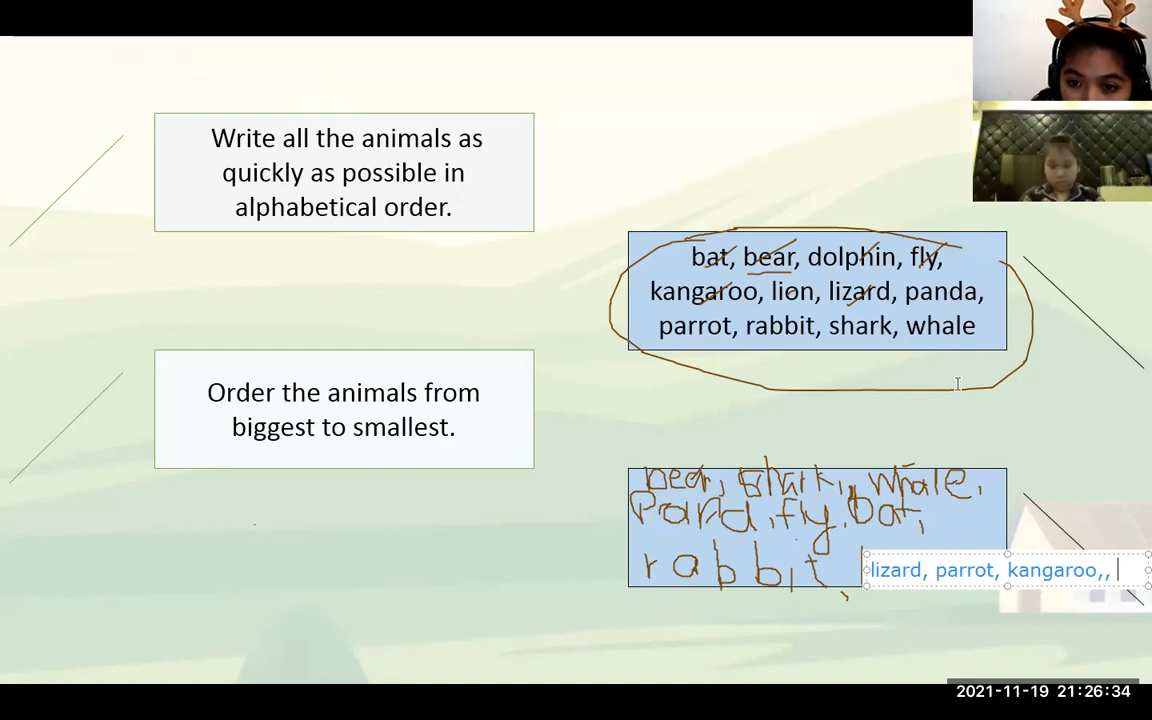 Write all the animals as
quickly as possible in
alphabetical order.
bat, bear, dolphin, fly,
kangaroo, lion, lizard, panda,
parrot, rabbit, shark, whale
Order the animals from
biggest to smallest.
bear, shark, whale.
Panda, fly. bat,
rabbit,
lizard, parrot, kangaroo,,
2021-11-19 21:26:34